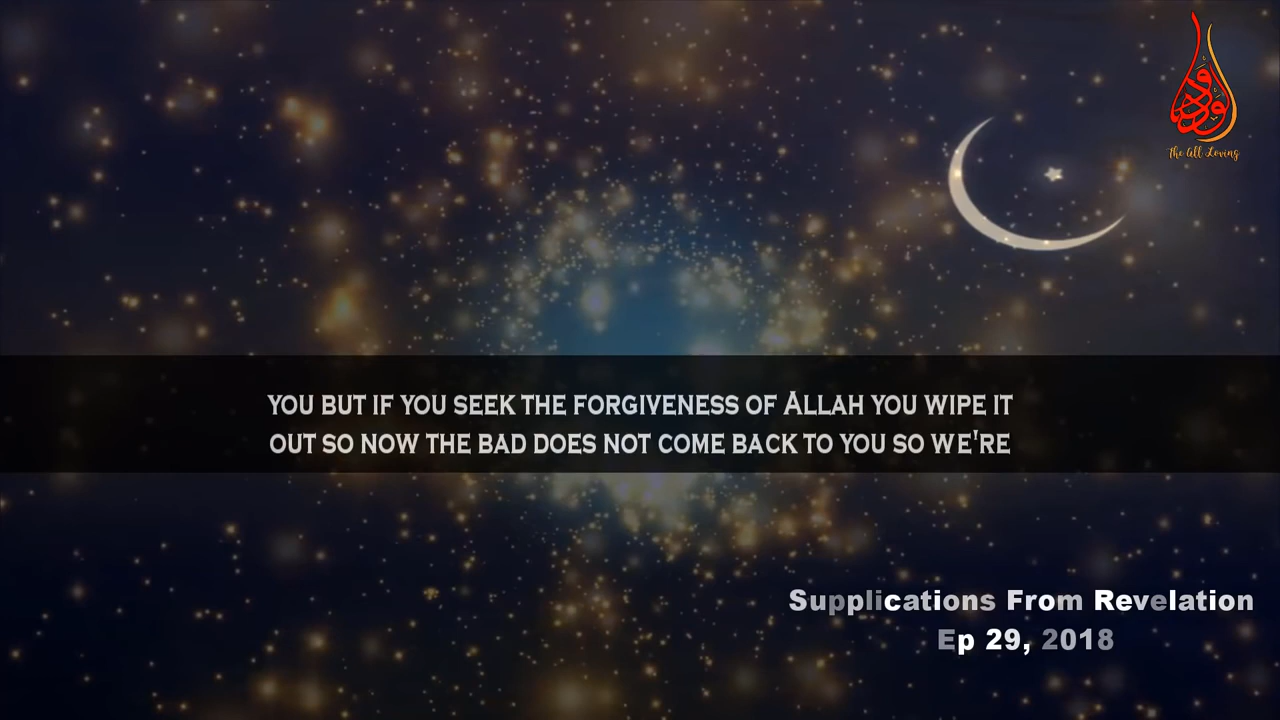 الودود
The All Loving
YOU BUT IF YOU SEEK THE FORGIVENESS OF ALLAH YOU WIPE IT
OUT SO NOW THE BAD DOES NOT COME BACK TO YOU SO WE'RE
Supplications From Revelation
Ep 29, 2018